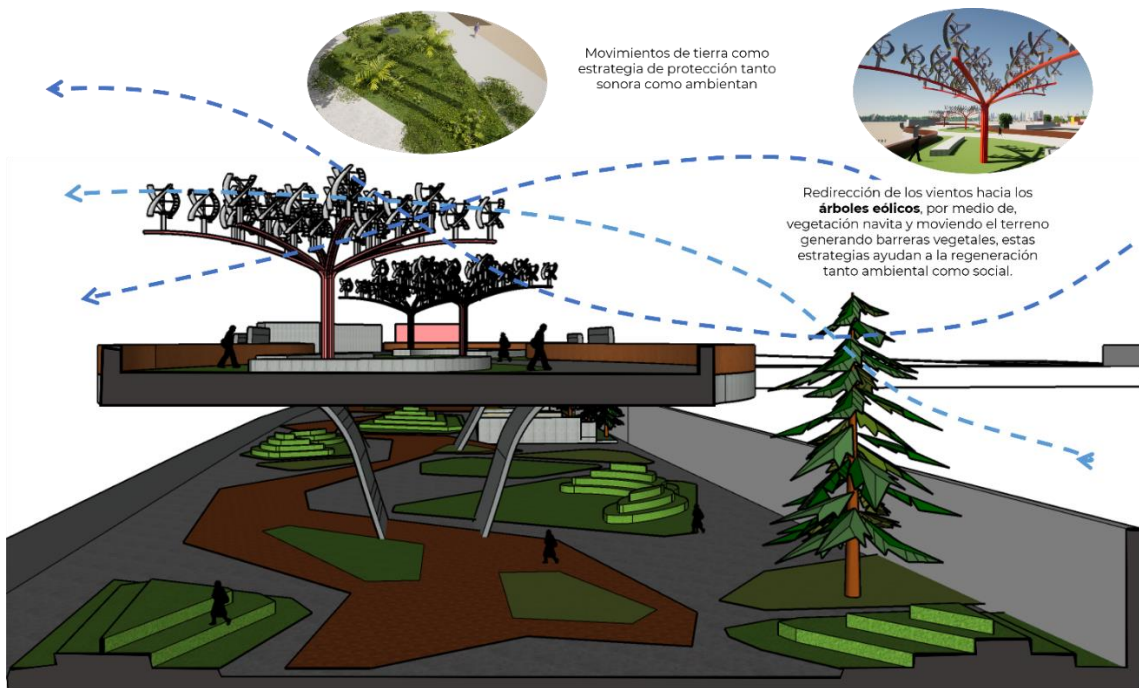 Movimientos de tierra como
estrategia de protección tanto
sonora como ambientan
Redirección de los vientos hacia los
árboles eólicos, por medio de,
vegetación navita y moviendo el terreno
generando barreras vegetales, estas
estrategias ayudan a la regeneración
tanto ambiental como social.